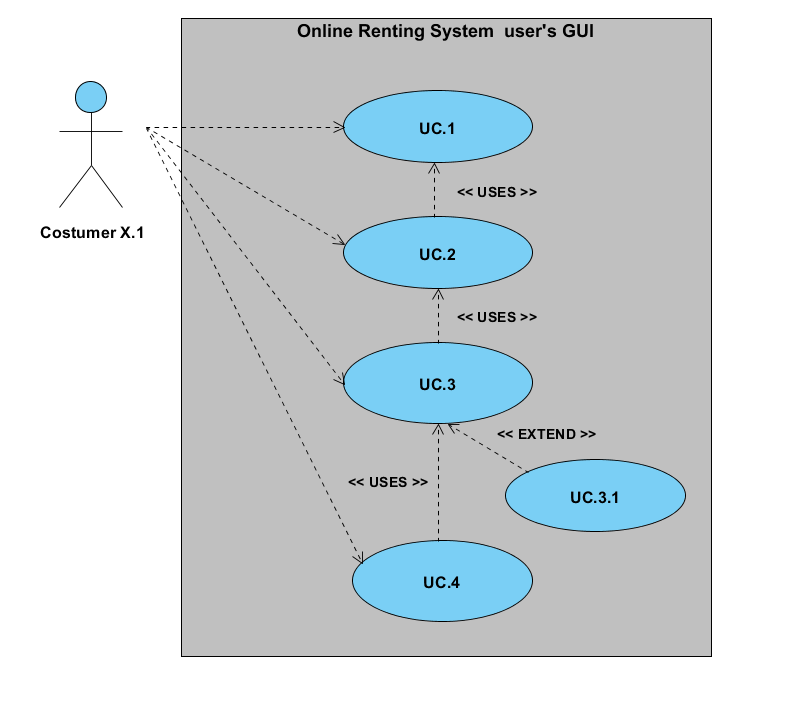 Online Renting System  user's GUI
UC.1
<< USES >>
Costumer X.1
UC.2
<< USES >>
UC.3
<< EXTEND >>
<< USES >>
UC.3.1
UC.4